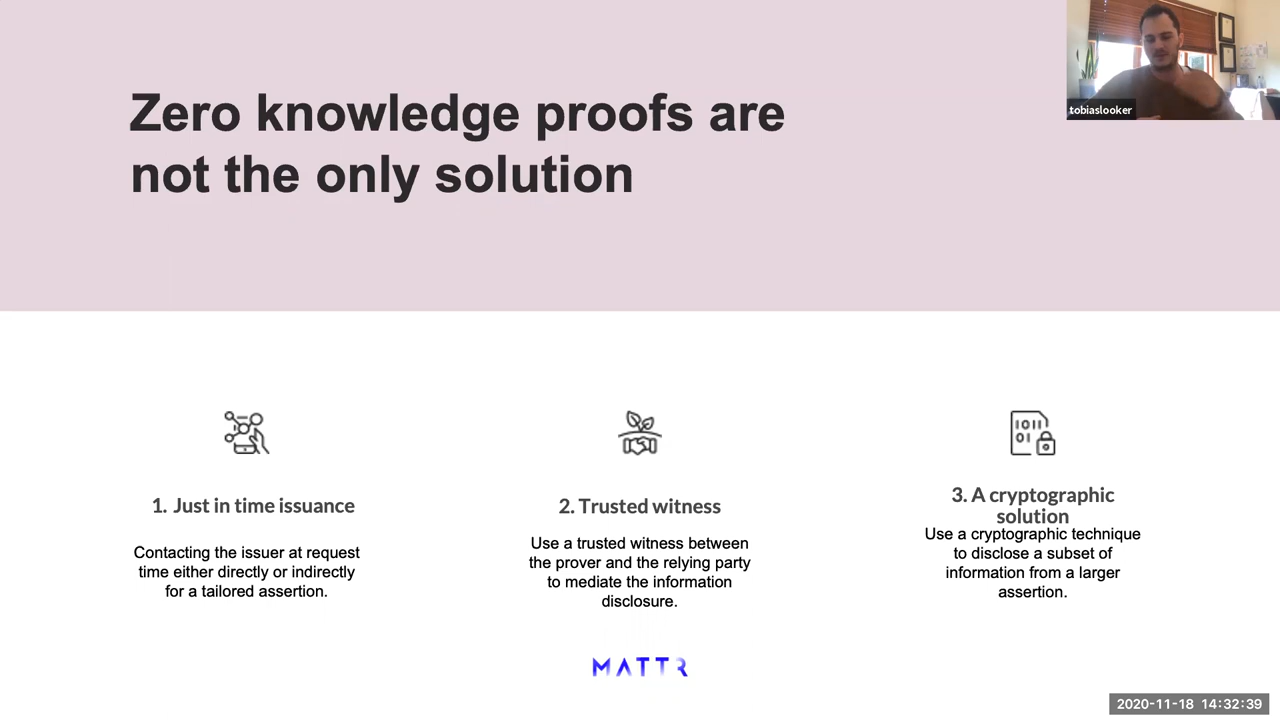 Zero knowledge proofs are
not the only solution
tobiaslooker
1011
01
1. Just in time issuance
Contacting the issuer at request
time either directly or indirectly
for a tailored assertion.
2. Trusted witness
Use a trusted witness between
the prover and the relying party
to mediate the information
disclosure.
3. A cryptographic
solution
Use a cryptographic technique
to disclose a subset of
information from a larger
assertion.
MATTR
2020-11-18 14:32:39